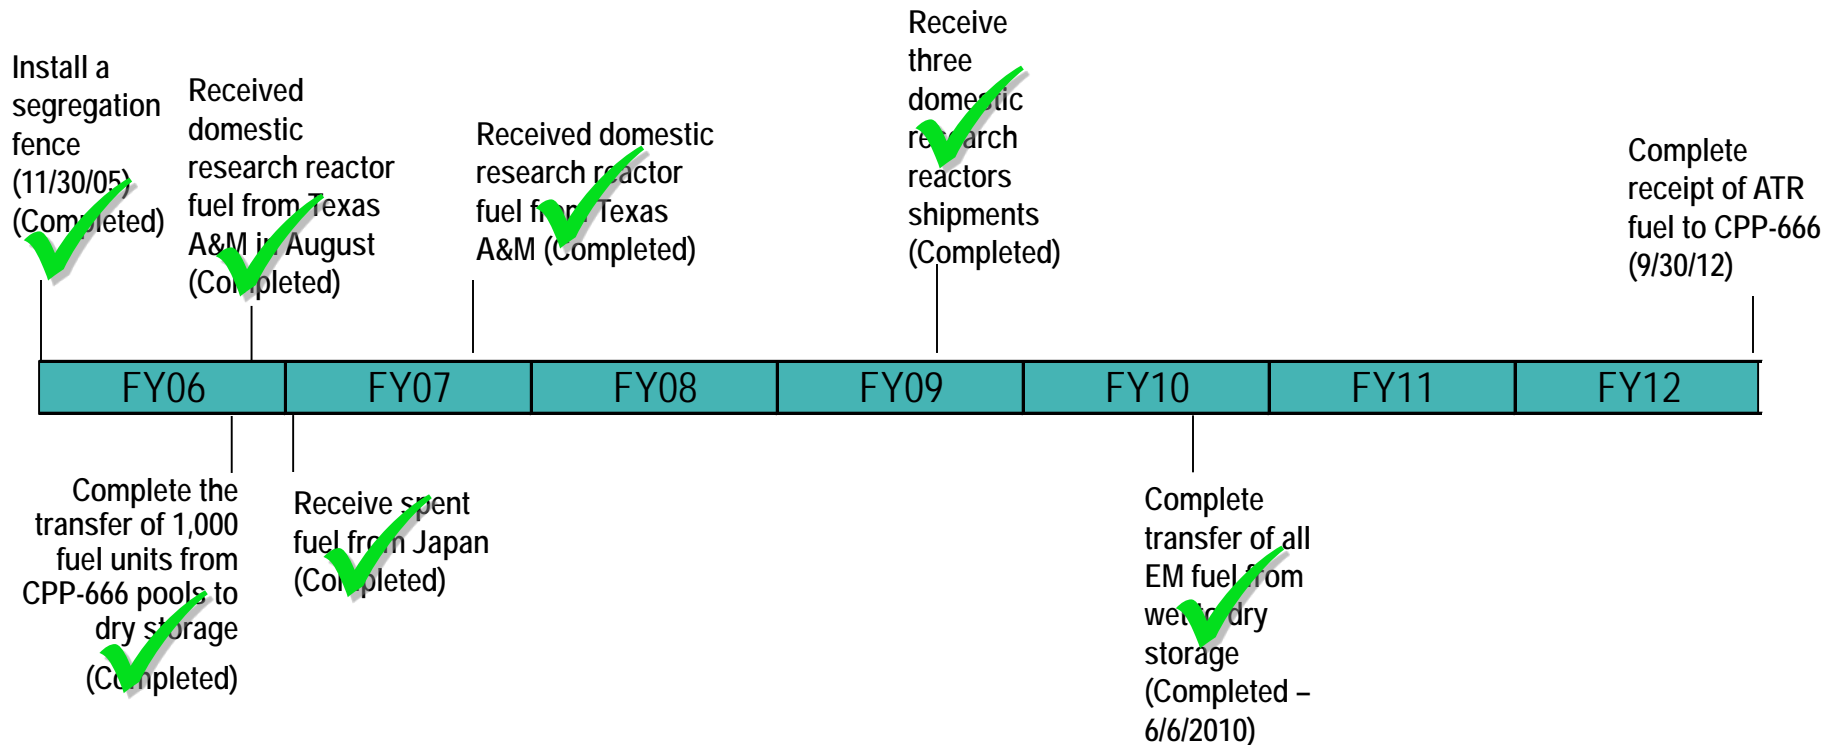 Install a
segregation
fence
(11/30/05)
(Completed)
Received
domestic
research reactor
fuel from Texas
A&M in August
(Completed)
Received domestic
research reactor
fuel from Texas
A&M (Completed)
Receive
three
domestic
research
reactors
shipments
(Completed)
Complete
receipt of ATR
fuel to CPP-666
(9/30/12)
FY06
FY07
FY08
FY09
FY10
FY11
FY12
Complete the
transfer of 1,000
fuel units from
CPP-666 pools to
dry storage
(Completed)
Receive spent
fuel from Japan
(Completed)
Complete
transfer of all
EM fuel from
wet to dry
storage
(Completed –
6/6/2010)